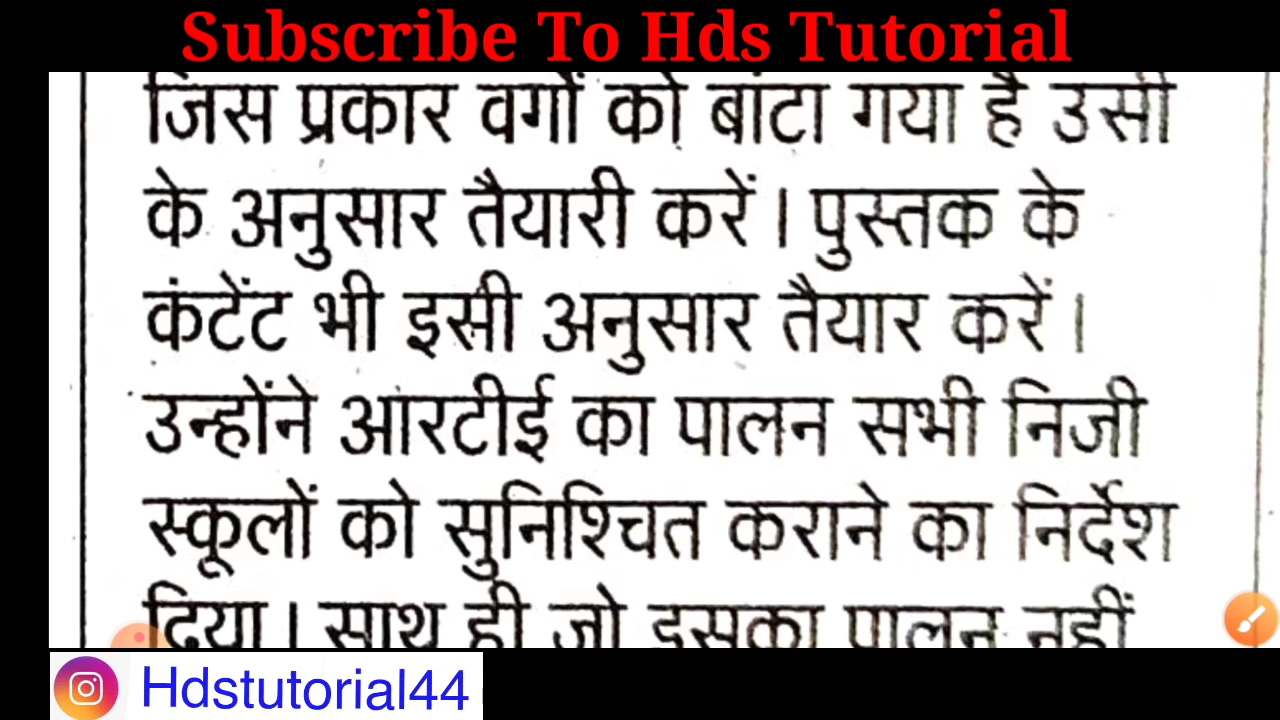 Subscribe To Hds Tutorial
जिस प्रकार वर्गों को बांटा गया है उसी
के अनुसार तैयारी करें। पुस्तक के
कंटेंट भी इसी अनुसार तैयार करें।
उन्होंने आरटीई का पालन सभी निजी
स्कूलों को सुनिश्चित कराने का निर्देश
दिया। साथ ही जो इसका पालन नहीं
Hdstutorial44